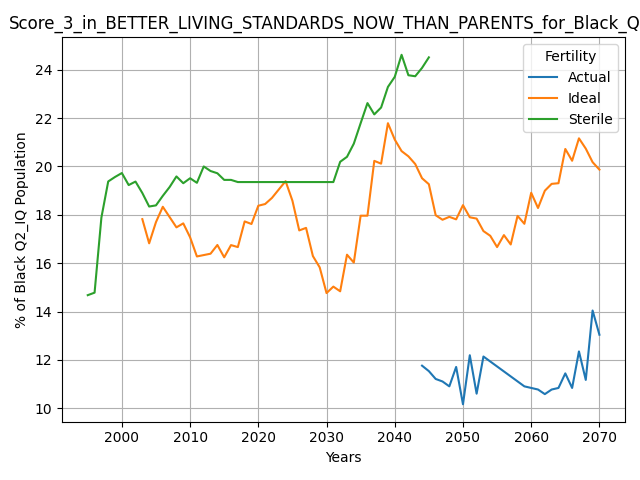 Score_3_in_BETTER_LIVING_STANDARDS_NOW_THAN_PARENTS_for_Black_Q
Fertility
Actual
Ideal
Sterile
% of Black Q2_IQ Population
24
22
20
18
16
14
12
10
2000 2010 2020 2030 2040 2050 2060 2070
Years